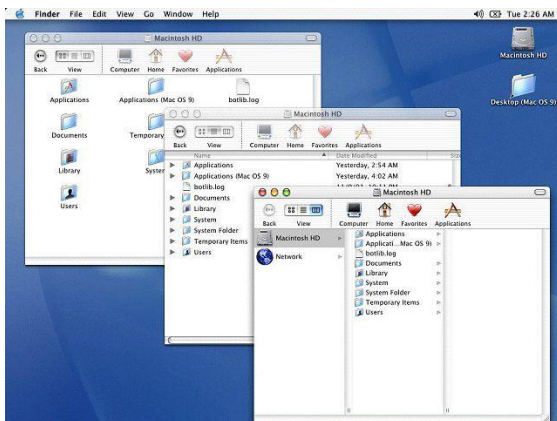 Finder File Edit View Go Window Help
Tue 2:26 AM
Macintosh HD
Back View Computer Home Favorites Applications
Applications
Applications (Mac OS 9)
botlib.log
Documents
Temporary
Library
System
Users
Macintosh HD
Back View Computer Home Favorites Applications
Name Date Modified
Applications Yesterday, 2:54 AM
Applications (Mac OS 9) Yesterday, 4:02 AM
botlib.log
Documents
Library
System
System Folder
Temporary Items
Users
Macintosh HD
Back View Computer Home Favorites Applications
Macintosh HD
Network
Applications
Applicati...Mac OS 9)
botlib.log
Documents
Library
System
System Folder
Temporary Items
Users
Macintosh HD
Desktop (Mac OS 9)